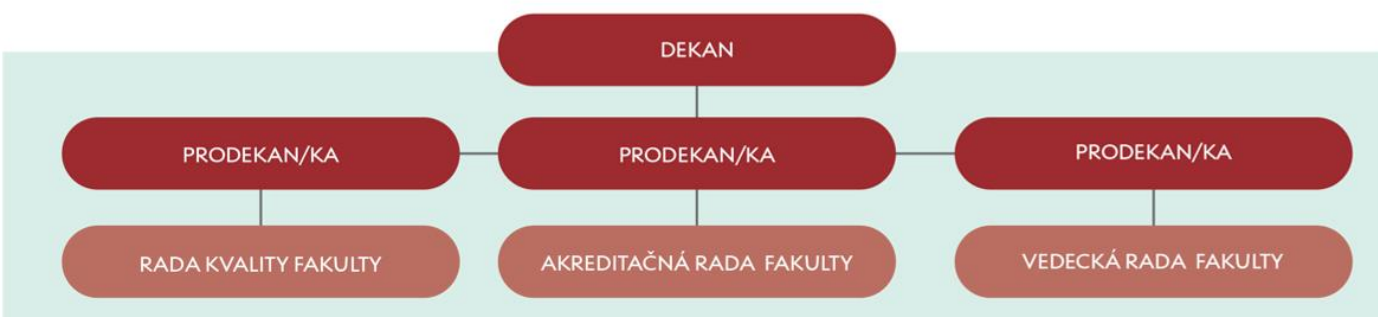 DEKAN
PRODEKAN/KA
PRODEKAN/KA
PRODEKAN/KA
RADA KVALITY FAKULTY
AKREDITAČNÁ RADA FAKULTY
VEDECKÁ RADA FAKULTY